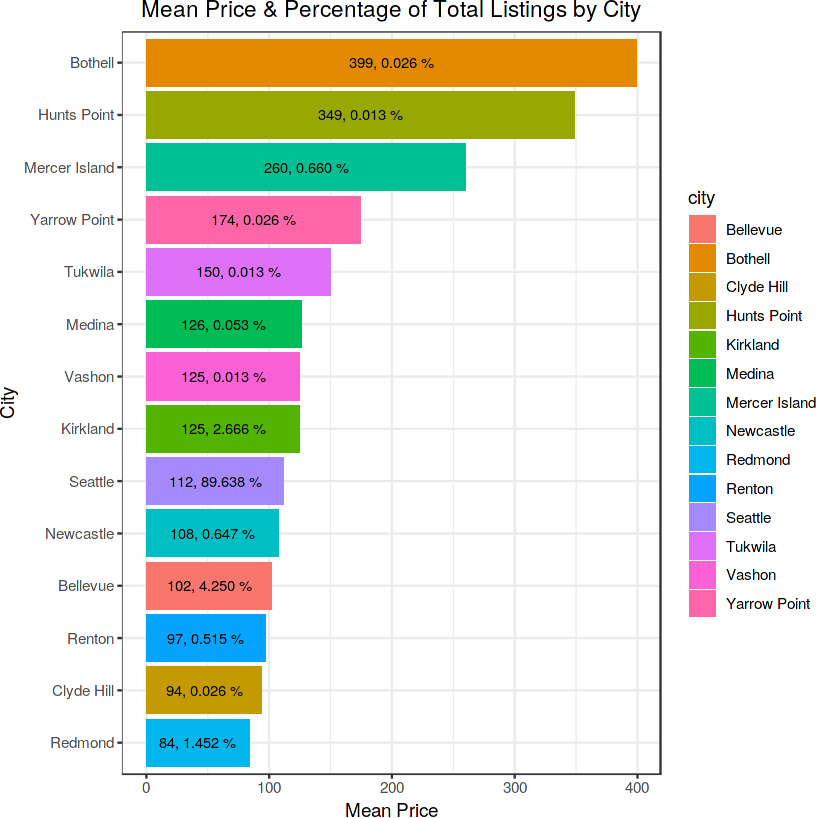 Mean Price & Percentage of Total Listings by City
City
Bothell
399, 0.026 %
Hunts Point
349, 0.013 %
Mercer Island
260, 0.660 %
Yarrow Point
174, 0.026 %
Tukwila
150, 0.013 %
Medina
126, 0.053 %
Vashon
125, 0.013 %
Kirkland
125, 2.666 %
Seattle
112, 89.638 %
Newcastle
108, 0.647 %
Bellevue
102, 4.250 %
Renton
97, 0.515 %
Clyde Hill
94, 0.026 %
Redmond
84, 1.452 %
0 100 200 300 400
Mean Price
city
Bellevue
Bothell
Clyde Hill
Hunts Point
Kirkland
Medina
Mercer Island
Newcastle
Redmond
Renton
Seattle
Tukwila
Vashon
Yarrow Point